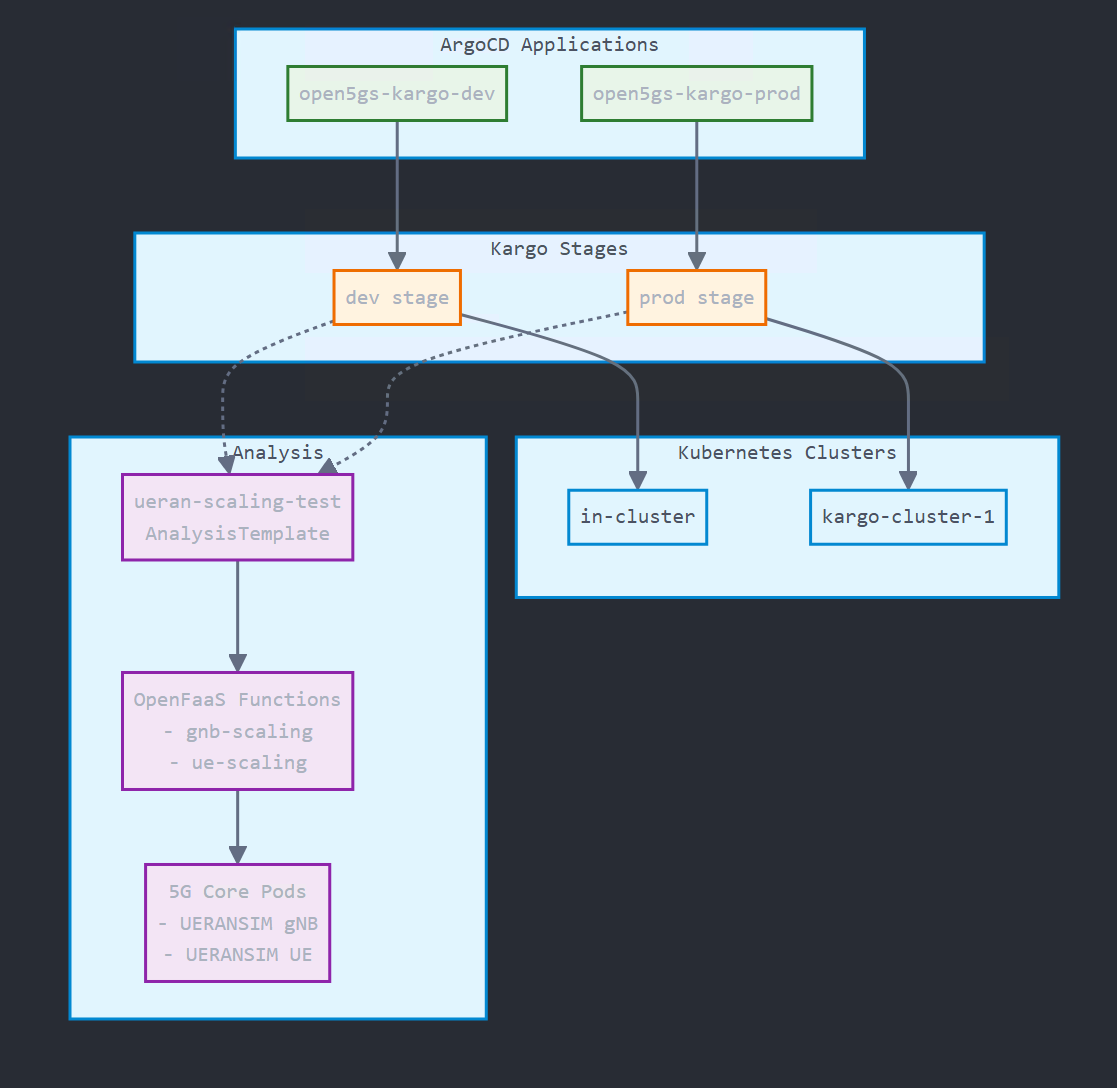 ArgoCD Applications
open5gs-kargo-dev
open5gs-kargo-prod
Kargo Stages
dev stage
prod stage
Analysis
ueran-scaling-test
AnalysisTemplate
OpenFaaS Functions
- gnb-scaling
- ue-scaling
5G Core Pods
- UERANSIM gNB
- UERANSIM UE
Kubernetes Clusters
in-cluster
kargo-cluster-1